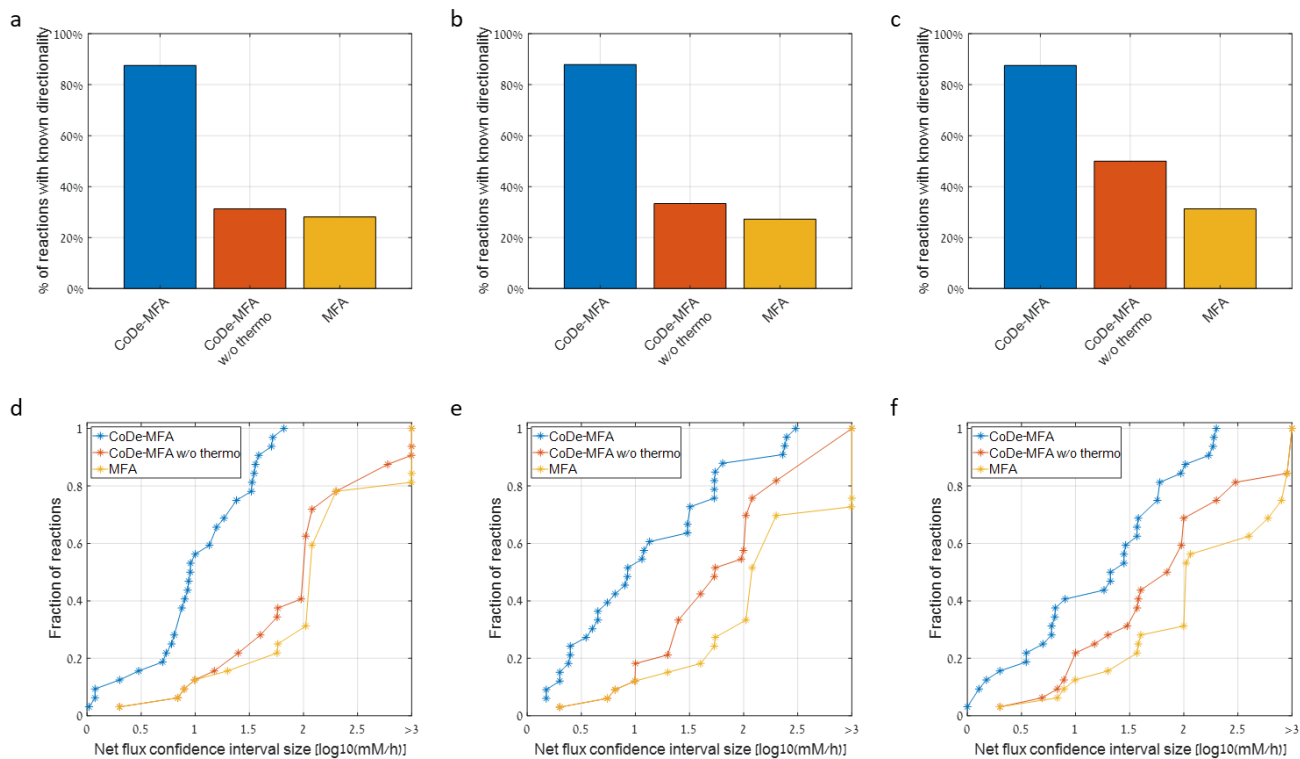 a
b
c
% of reactions with known directionality
100%
80%
60%
40%
20%
0%
CoDe-MFA
CoDe-MFA
w/o thermo
MFA
% of reactions with known directionality
100%
80%
60%
40%
20%
0%
CoDe-MFA
CoDe-MFA
w/o thermo
MFA
% of reactions with known directionality
100%
80%
60%
40%
20%
0%
CoDe-MFA
CoDe-MFA
w/o thermo
MFA
d
e
f
Fraction of reactions
1
0.8
0.6
0.4
0.2
0
CoDe-MFA
CoDe-MFA w/o thermo
MFA
0 0.5 1 1.5 2 2.5 >3
Net flux confidence interval size [log10(mM/h)]
Fraction of reactions
1
0.8
0.6
0.4
0.2
0
CoDe-MFA
CoDe-MFA w/o thermo
MFA
0 0.5 1 1.5 2 2.5 >3
Net flux confidence interval size [log10(mM/h)]
Fraction of reactions
1
0.8
0.6
0.4
0.2
0
CoDe-MFA
CoDe-MFA w/o thermo
MFA
0 0.5 1 1.5 2 2.5 >3
Net flux confidence interval size [log10(mM/h)]